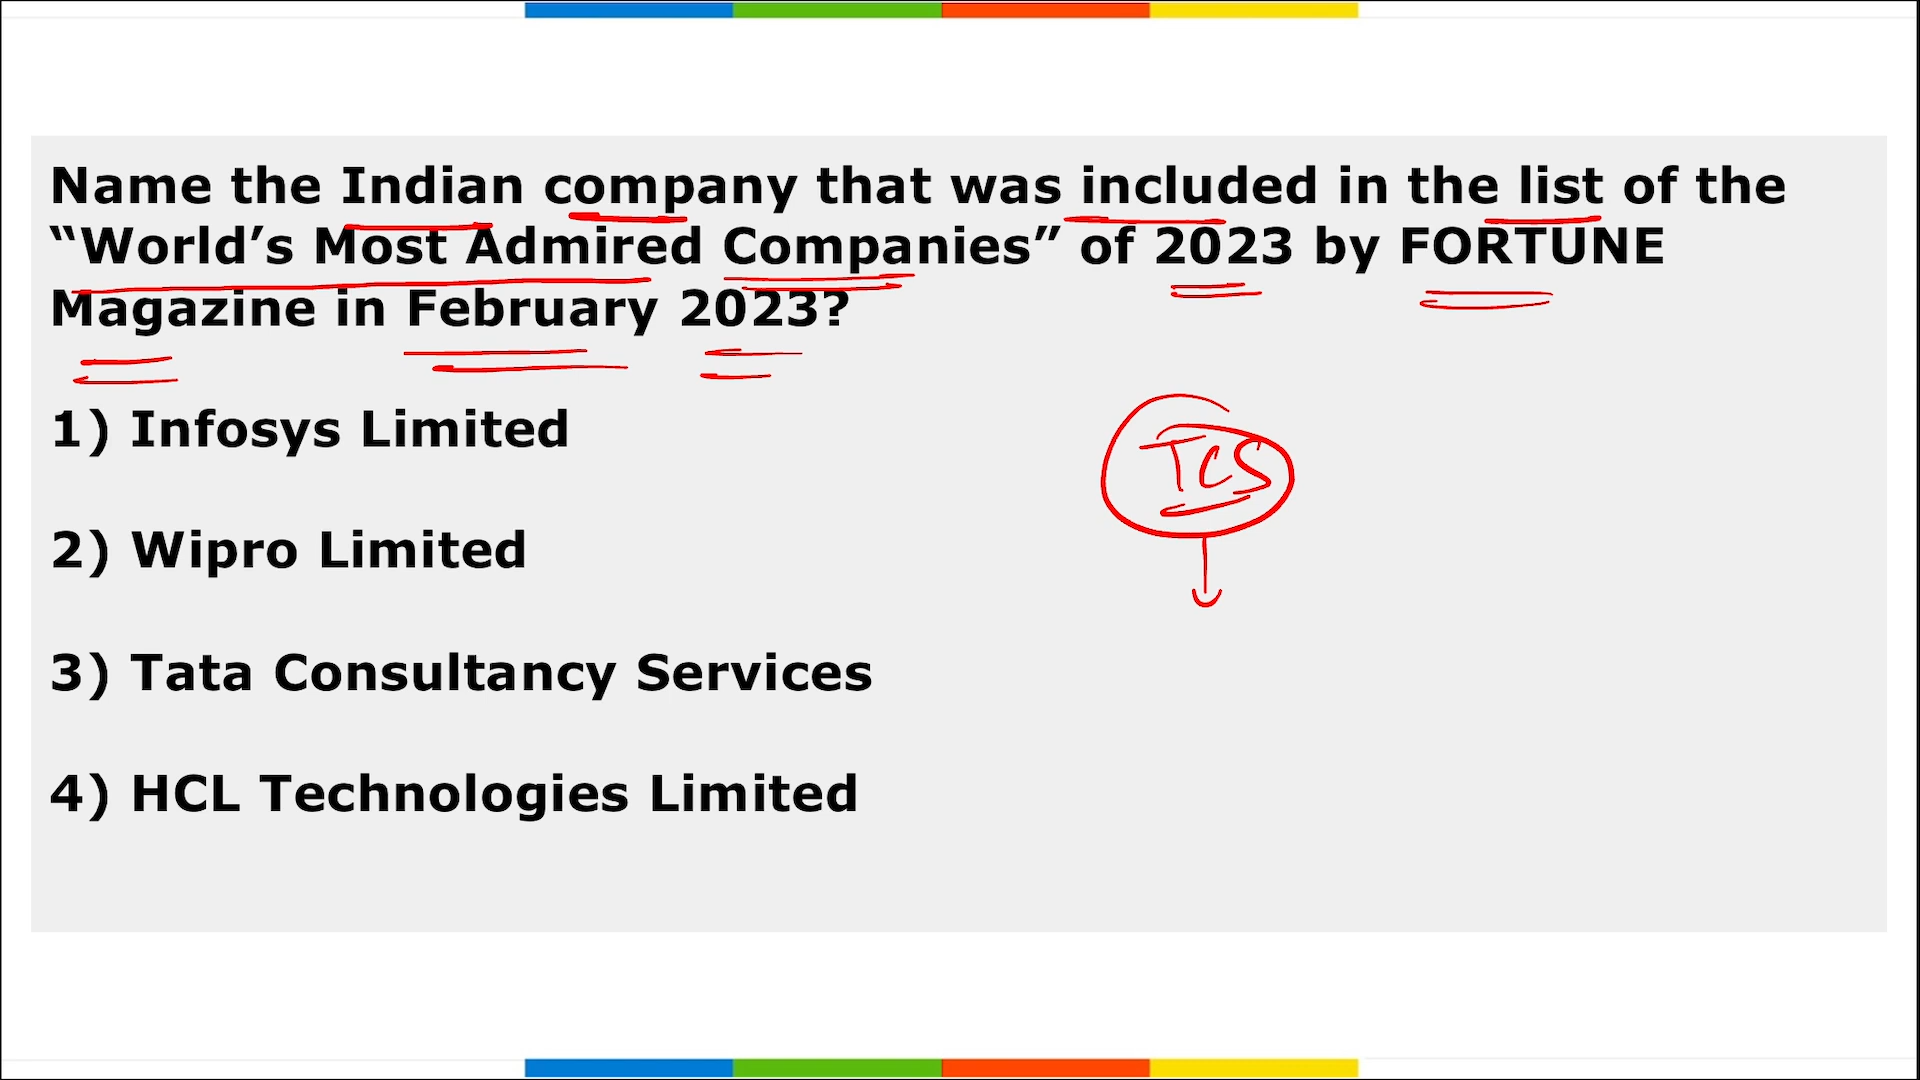 Name the Indian company that was included in the list of the
“World’s Most Admired Companies” of 2023 by FORTUNE
Magazine in February 2023?
1) Infosys Limited
TCS
2) Wipro Limited
3) Tata Consultancy Services
4) HCL Technologies Limited